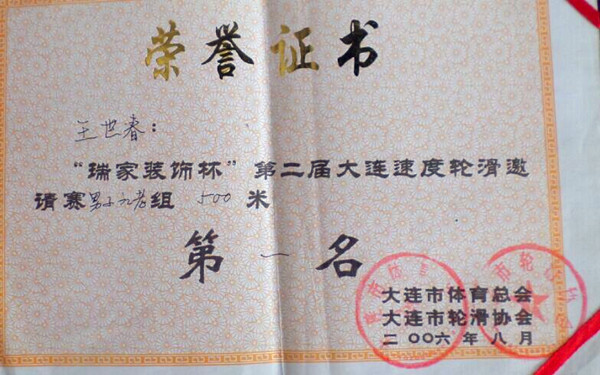 荣誉证书
王世春：
“瑞家装饰杯”第二届大连速度轮滑邀
请赛男子九老组 500 米
第一名
大连市体育总会
大连市轮滑协会
二〇〇六年八月